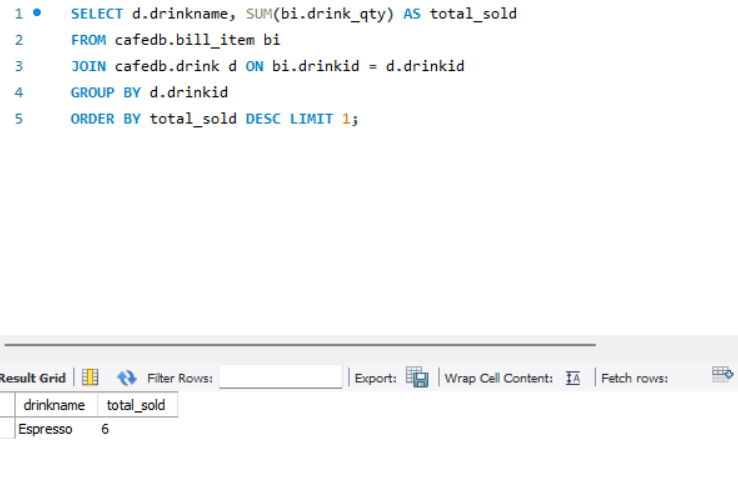 1 SELECT d.drinkname, SUM(bi.drink_qty) AS total_sold
2 FROM cafedb.bill_item bi
3 JOIN cafedb.drink d ON bi.drinkid = d.drinkid
4 GROUP BY d.drinkid
5 ORDER BY total_sold DESC LIMIT 1;
Result Grid Filter Rows: Export: Wrap Cell Content: IA Fetch rows:
drinkname total_sold
Espresso 6